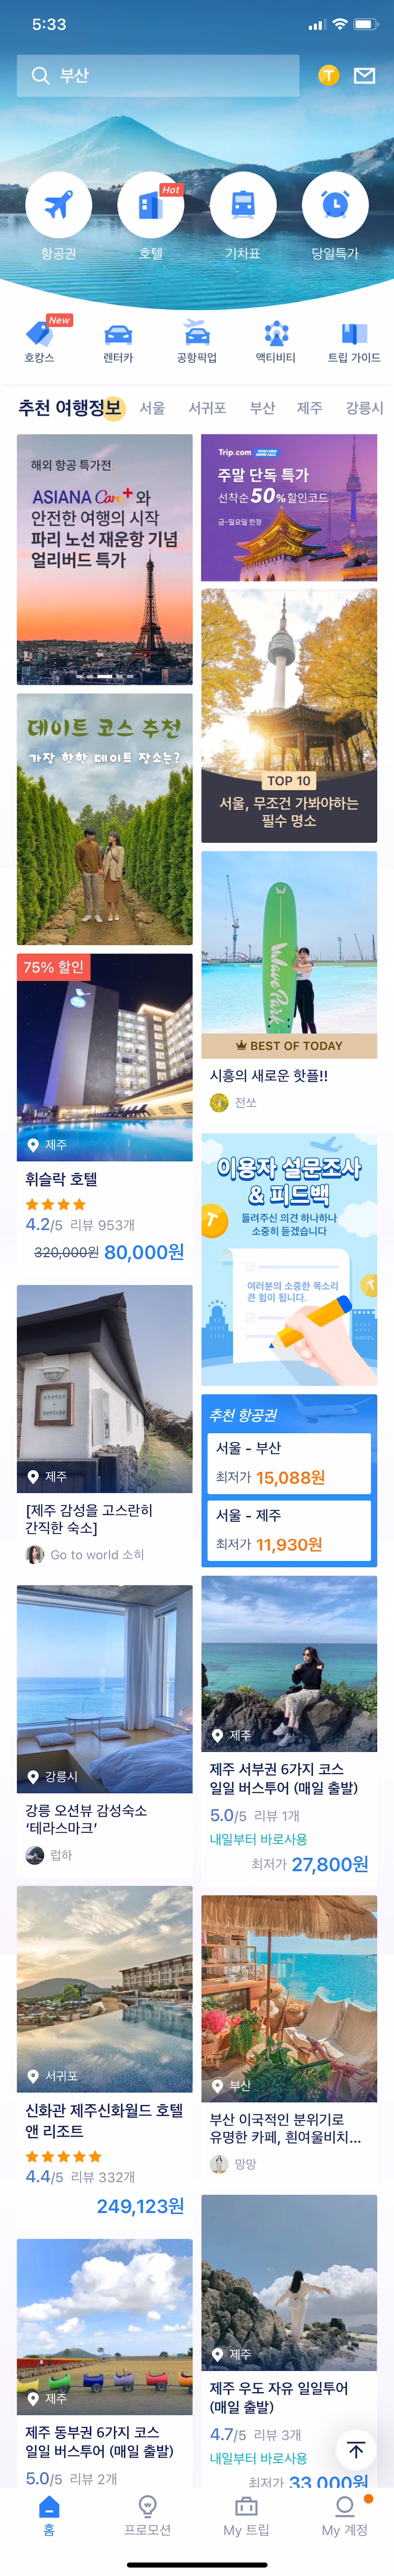 5:33
부산
T
Hot
항공권
호텔
기차표
당일특가
New
호캉스
렌터카
공항픽업
액티비티
트립 가이드
추천 여행정보
서울
서귀포
부산
제주
강릉시
해외 항공 특가전
ASIANA Care+ 와
안전한 여행의 시작
파리 노선 재운항 기념
얼리버드 특가
데이트 코스 추천
가장 핫한 데이트 장소는?
75% 할인
제주
휘슬락 호텔
4.2/5 리뷰 953개
320,000원 80,000원
제주
[제주 감성을 고스란히
간직한 숙소]
Go to world 소히
강릉시
강릉 오션뷰 감성숙소
‘테라스마크’
럽하
서귀포
신화관 제주신화월드 호텔
앤 리조트
4.4/5 리뷰 332개
249,123원
제주
제주 동부권 6가지 코스
일일 버스투어 (매일 출발)
5.0/5 리뷰 2개
Trip.com
주말 단독 특가
선착순 50% 할인코드
금~일요일 한정
TOP 10
서울, 무조건 가봐야하는
필수 명소
WavePark
BEST OF TODAY
시흥의 새로운 핫플!!
전쏘
이용자 설문조사
& 피드백
들려주신 의견 하나하나
소중히 듣겠습니다
T
여러분의 소중한 목소리
큰 힘이 됩니다.
T
HOTEL
추천 항공권
서울 - 부산
최저가 15,088원
서울 - 제주
최저가 11,930원
제주
제주 서부권 6가지 코스
일일 버스투어 (매일 출발)
5.0/5 리뷰 1개
내일부터 바로사용
최저가 27,800원
부산
부산 이국적인 분위기로
유명한 카페, 흰여울비치...
망망
제주
제주 우도 자유 일일투어
(매일 출발)
4.7/5 리뷰 3개
내일부터 바로사용
최저가 33,000원
홈
프로모션
My 트립
My 계정